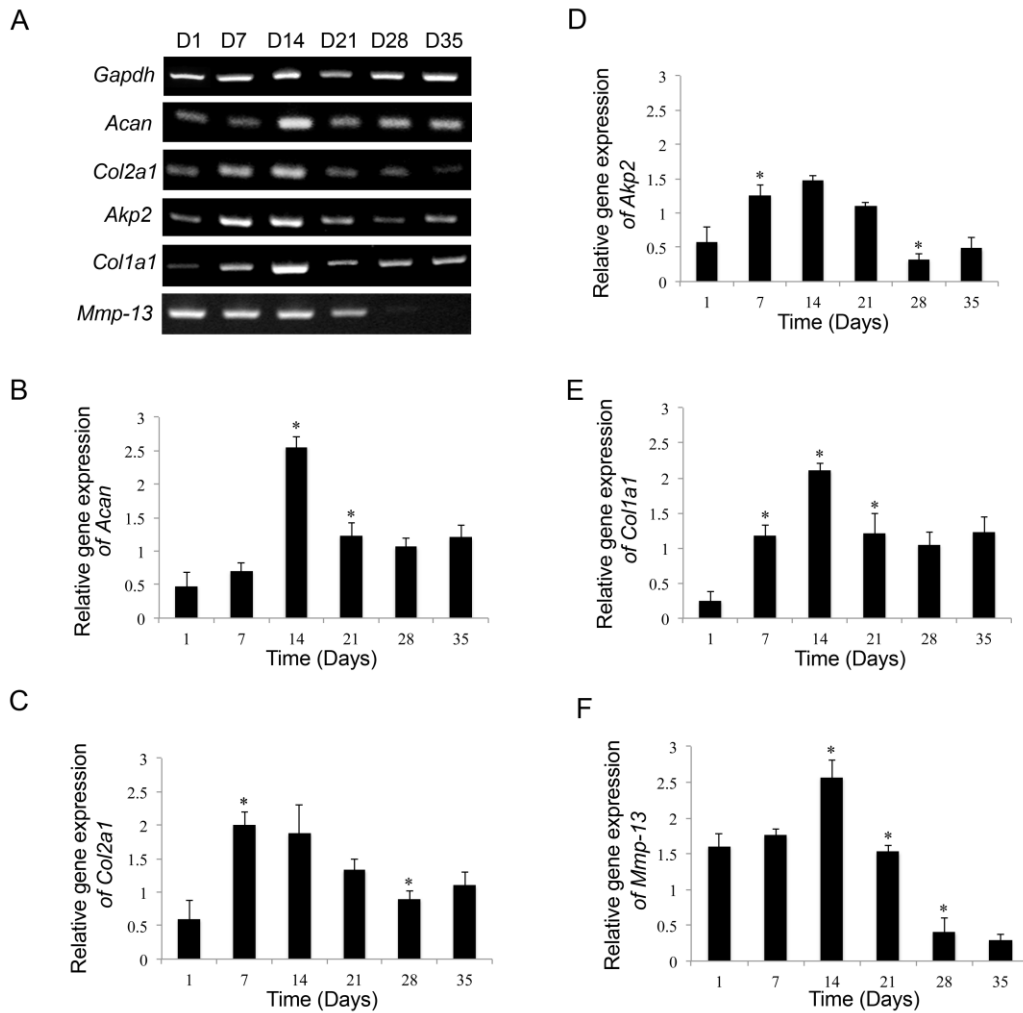 A
D1 D7 D14 D21 D28 D35
Gapdh
Acan
Col2a1
Akp2
Col1a1
Mmp-13
B
Relative gene expression
of Acan
3
2.5
2
1.5
1
0.5
0
*
*
1 7 14 21 28 35
Time (Days)
C
Relative gene expression
of Col2a1
3
2.5
2
1.5
1
0.5
0
*
*
1 7 14 21 28 35
Time (Days)
D
Relative gene expression
of Akp2
3
2.5
2
1.5
1
0.5
0
*
*
1 7 14 21 28 35
Time (Days)
E
Relative gene expression
of Col1a1
3
2.5
2
1.5
1
0.5
0
*
*
*
1 7 14 21 28 35
Time (Days)
F
Relative gene expression
of Mmp-13
3
2.5
2
1.5
1
0.5
0
*
*
*
1 7 14 21 28 35
Time (Days)